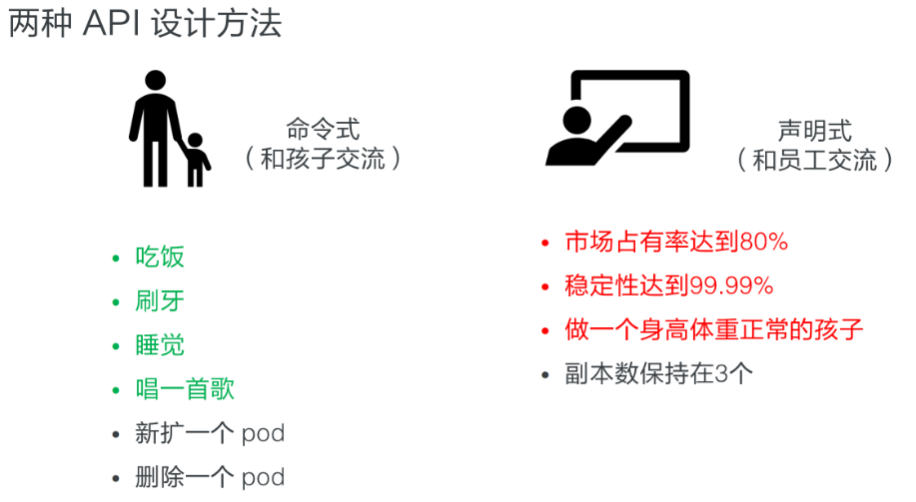 两种 API 设计方法
命令式
（和孩子交流）
• 吃饭
• 刷牙
• 睡觉
• 唱一首歌
• 新扩一个 pod
• 删除一个 pod
声明式
（和员工交流）
• 市场占有率达到80%
• 稳定性达到99.99%
• 做一个身高体重正常的孩子
• 副本数保持在3个